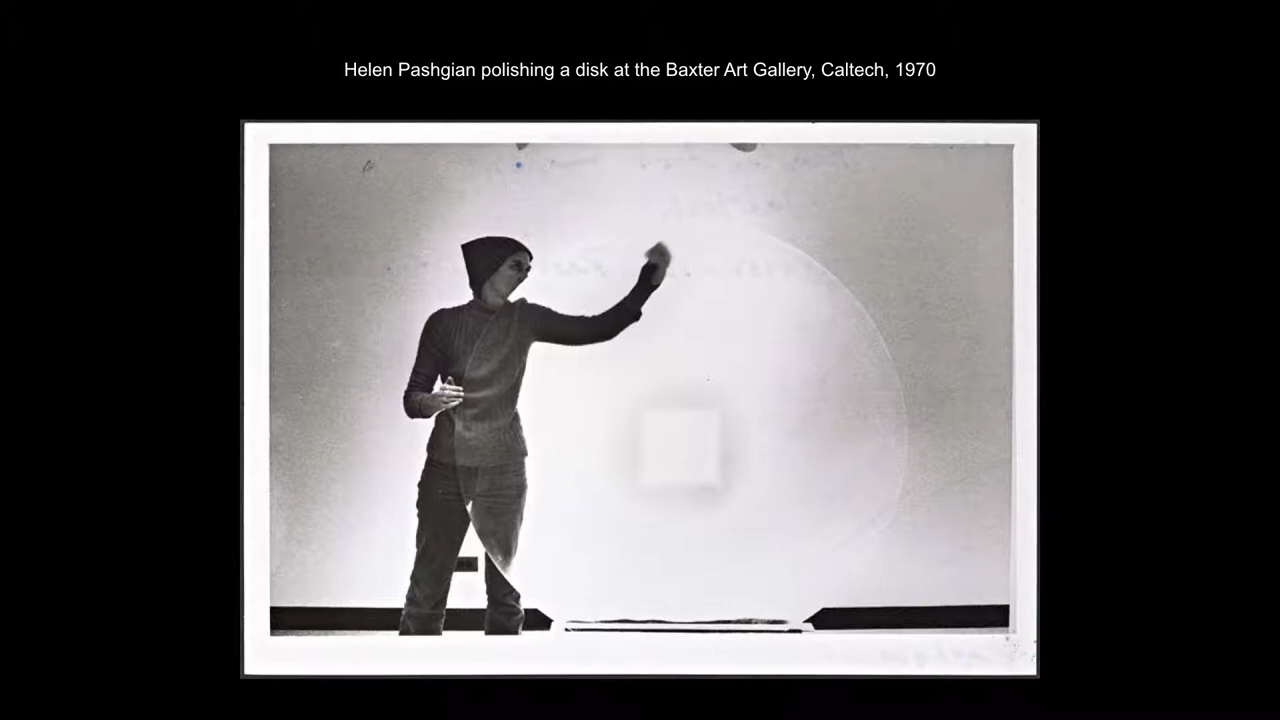 Helen Pashgian polishing a disk at the Baxter Art Gallery, Caltech, 1970